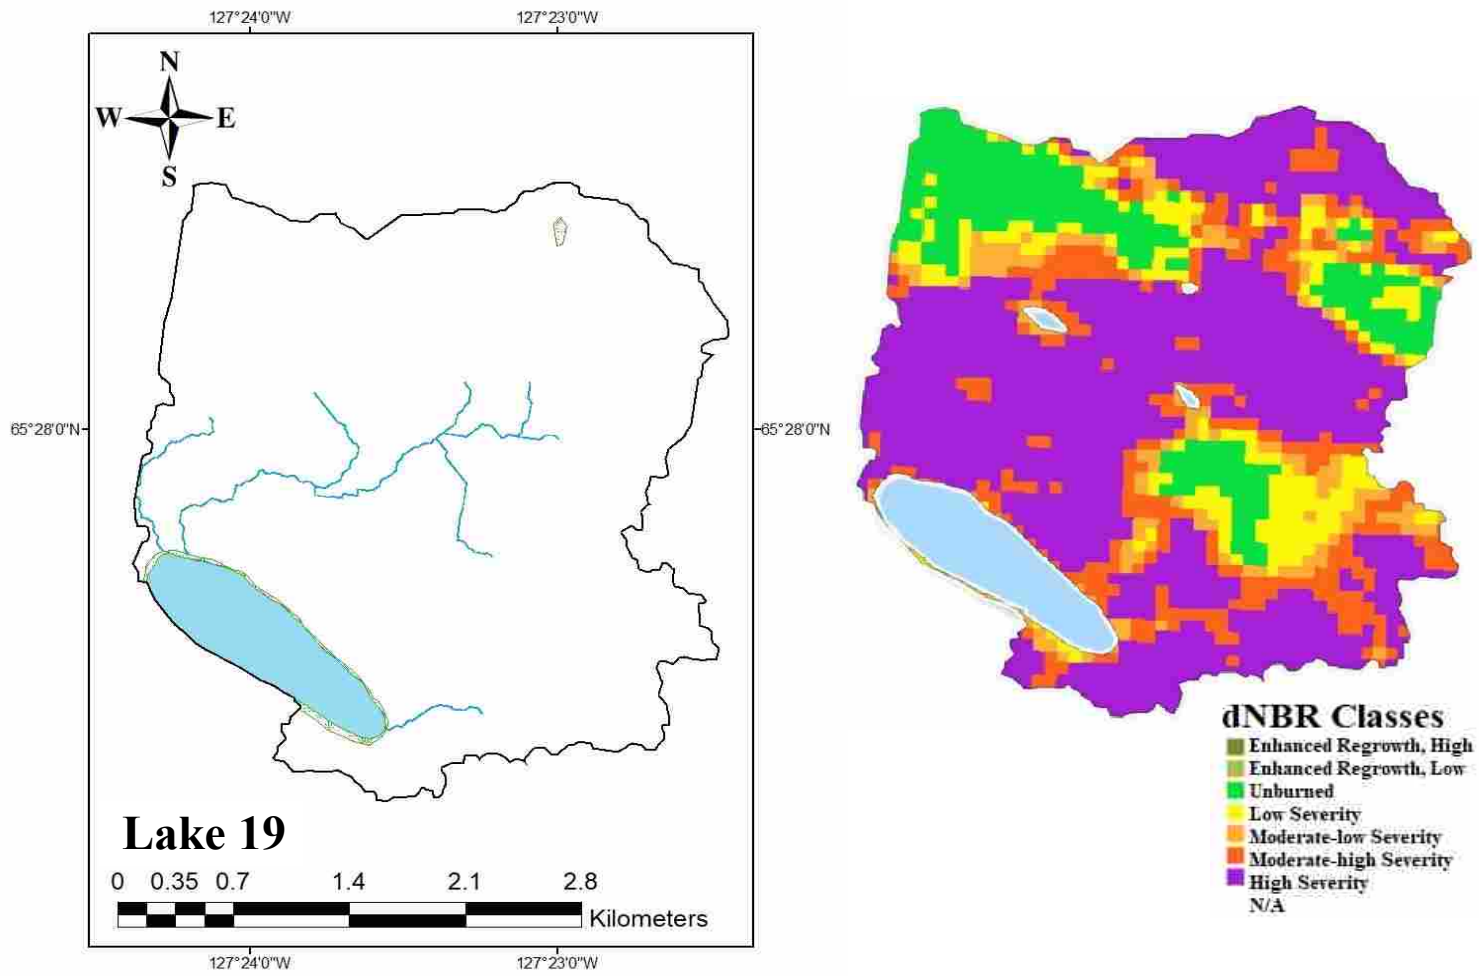 127°24'0"W 127°23'0"W
N
W E
S
65°28'0"N 65°28'0"N
Lake 19
0 0.35 0.7 1.4 2.1 2.8
Kilometers
127°24'0"W 127°23'0"W
dNBR Classes
Enhanced Regrowth, High
Enhanced Regrowth, Low
Unburned
Low Severity
Moderate-low Severity
Moderate-high Severity
High Severity
N/A